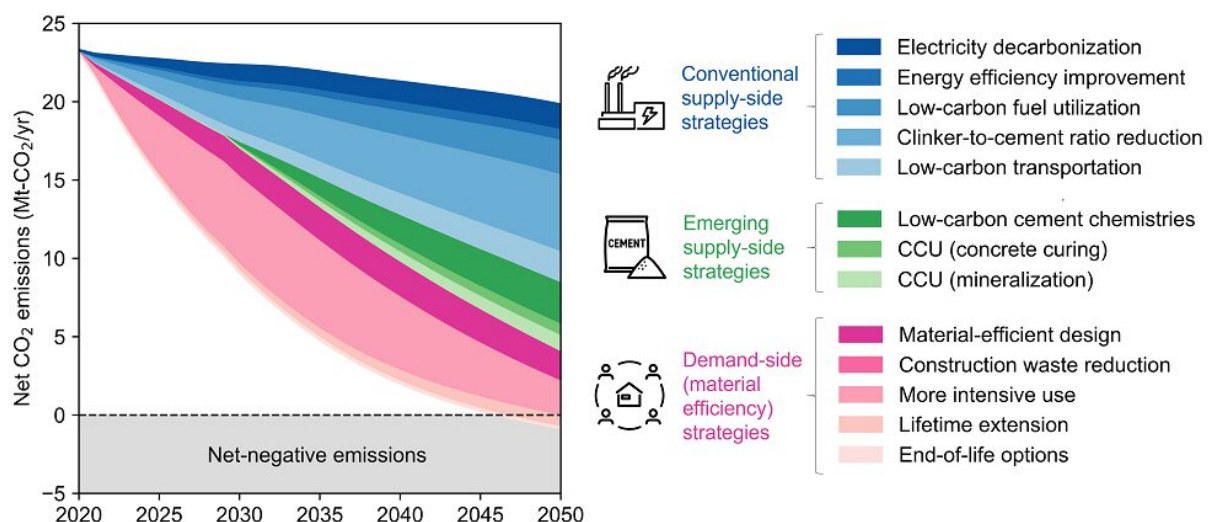 Net CO₂ emissions (Mt-CO₂/yr)
25
20
15
10
5
0
−5
Net-negative emissions
2020 2025 2030 2035 2040 2045 2050
Conventional
supply-side
strategies
Electricity decarbonization
Energy efficiency improvement
Low-carbon fuel utilization
Clinker-to-cement ratio reduction
Low-carbon transportation
CEMENT
Emerging
supply-side
strategies
Low-carbon cement chemistries
CCU (concrete curing)
CCU (mineralization)
Demand-side
(material
efficiency)
strategies
Material-efficient design
Construction waste reduction
More intensive use
Lifetime extension
End-of-life options